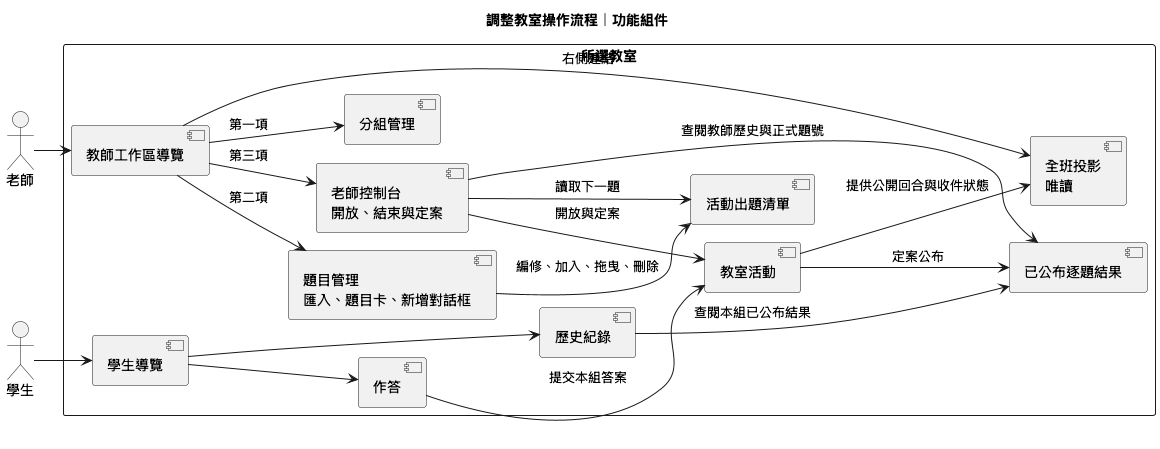 調整教室操作流程｜功能組件
所選教室
右側連結
老師
教師工作區導覽
第一項
第三項
第二項
分組管理
老師控制台
開放、結束與定案
題目管理
匯入、題目卡、新增對話框
查閱教師歷史與正式題號
讀取下一題
開放與定案
編修、加入、拖曳、刪除
活動出題清單
教室活動
提供公開回合與收件狀態
定案公布
全班投影
唯讀
已公布逐題結果
學生
學生導覽
歷史紀錄
查閱本組已公布結果
作答
提交本組答案